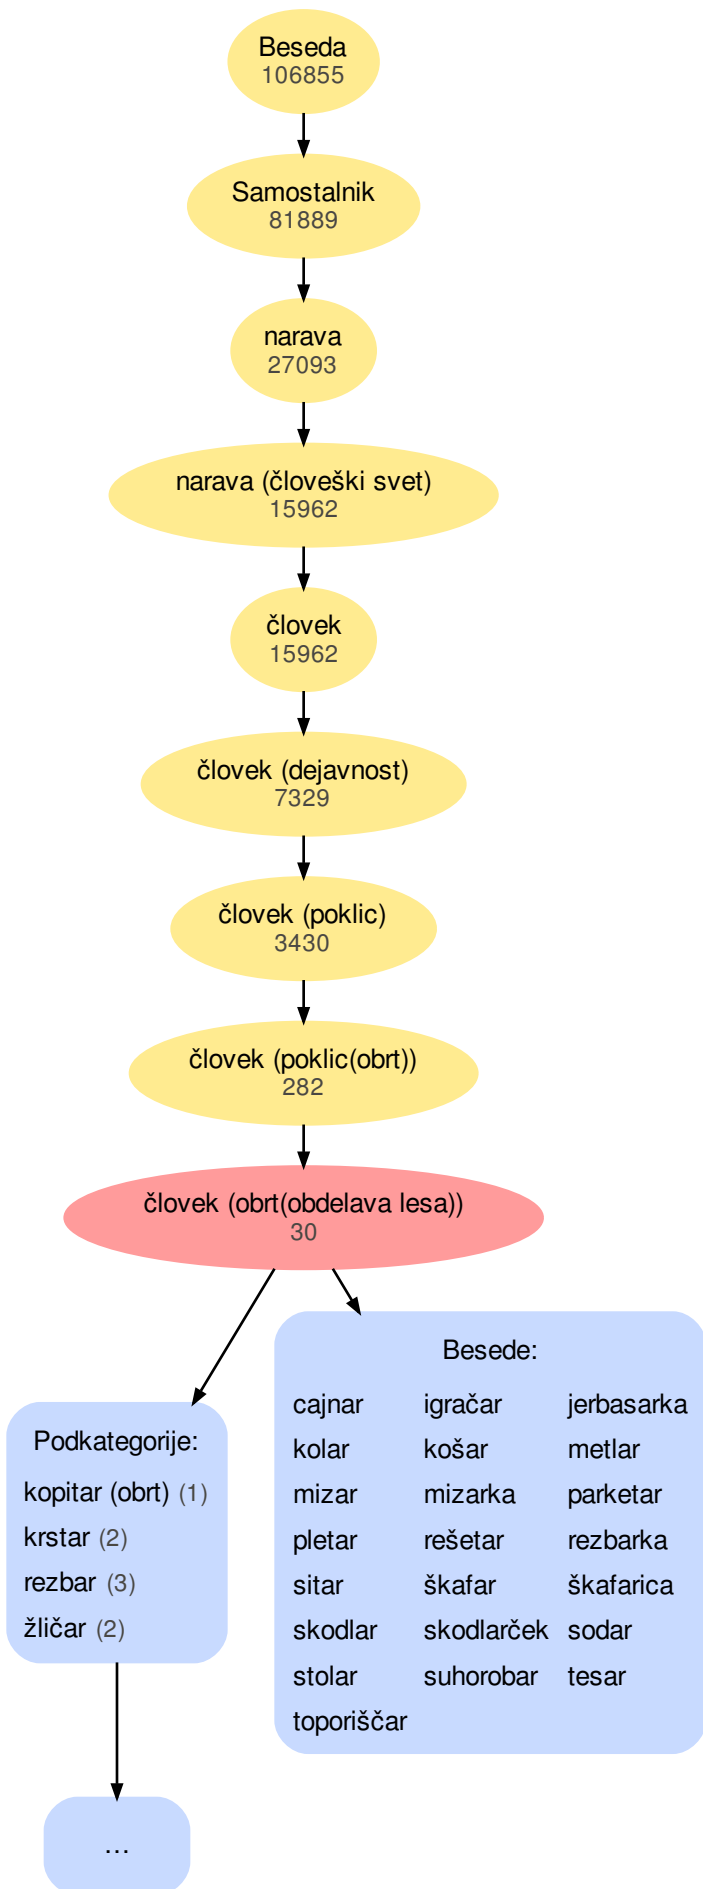 Beseda
106855
Samostalnik
81889
narava
27093
narava (človeški svet)
15962
človek
15962
človek (dejavnost)
7329
človek (poklic)
3430
človek (poklic(obrt))
282
človek (obrt(obdelava lesa))
30
Podkategorije:
kopitar (obrt) (1)
krstar (2)
rezbar (3)
žličar (2)
...
Besede:
cajnar igračar jerbasarka
kolar košar metlar
mizar mizarka parketar
pletar rešetar rezbarka
sitar škafar škafarica
skodlar skodlarček sodar
stolar suhorobar tesar
toporiščar